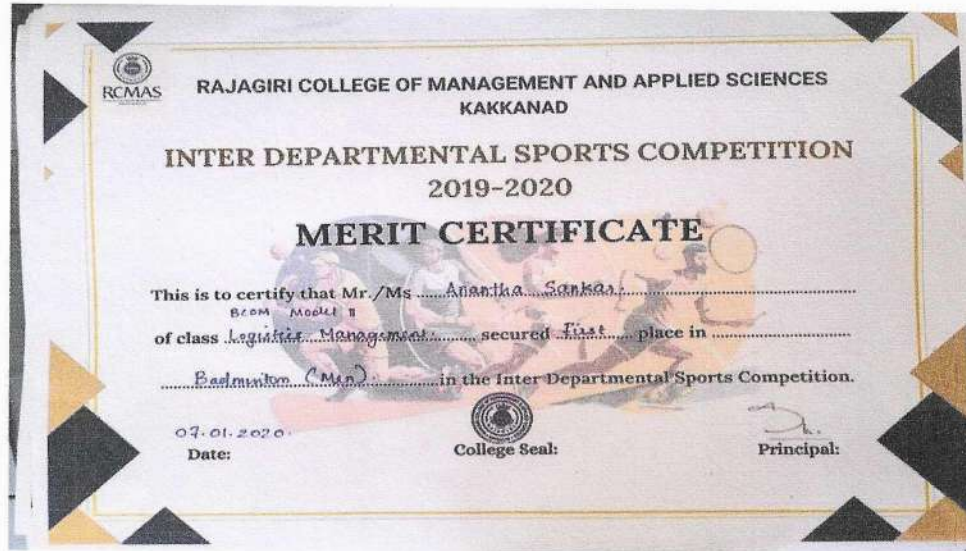 RCMAS
RAJAGIRI COLLEGE OF MANAGEMENT AND APPLIED SCIENCES
KAKKANAD
INTER DEPARTMENTAL SPORTS COMPETITION
2019-2020
MERIT CERTIFICATE
This is to certify that Mr./Ms ......Anantha Sankar.......
BCOM Model II
of class ..Logistics Management....... secured ..First..... place in ..............
......Badminton (Men).......in the Inter Departmental Sports Competition.
07.01.2020.
Date: College Seal: Principal: